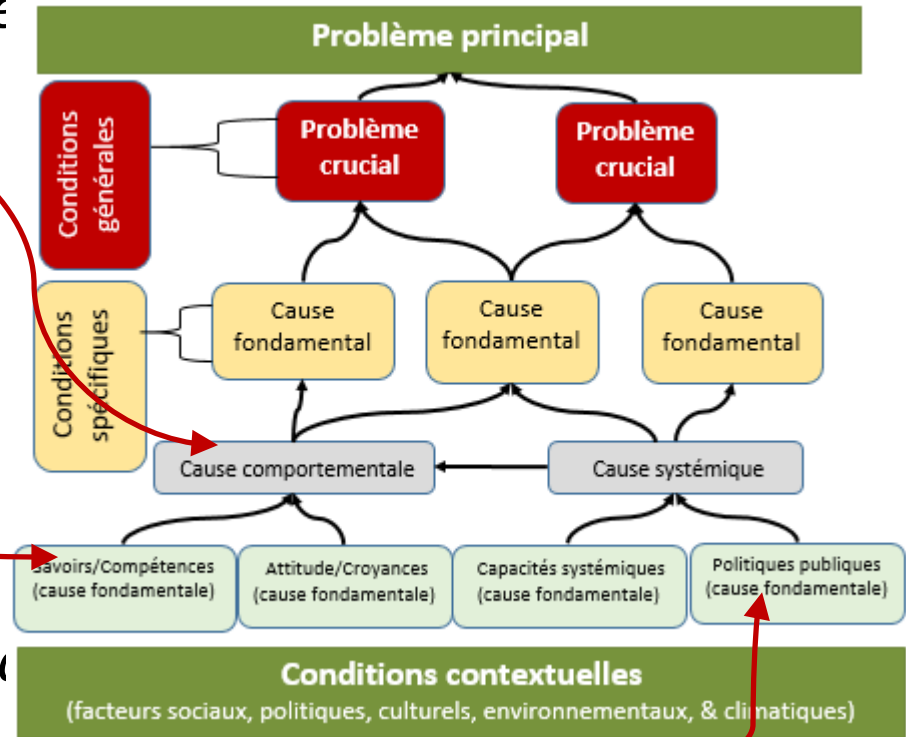 Problème principal
Conditions
générales
Problème
crucial
Problème
crucial
Conditions
spécifiques
Cause
fondamental
Cause
fondamental
Cause
fondamental
Cause comportementale
Cause systémique
Savoirs/Compétences
(cause fondamentale)
Attitude/Croyances
(cause fondamentale)
Capacités systémiques
(cause fondamentale)
Politiques publiques
(cause fondamentale)
Conditions contextuelles
(facteurs sociaux, politiques, culturels, environnementaux, & climatiques)